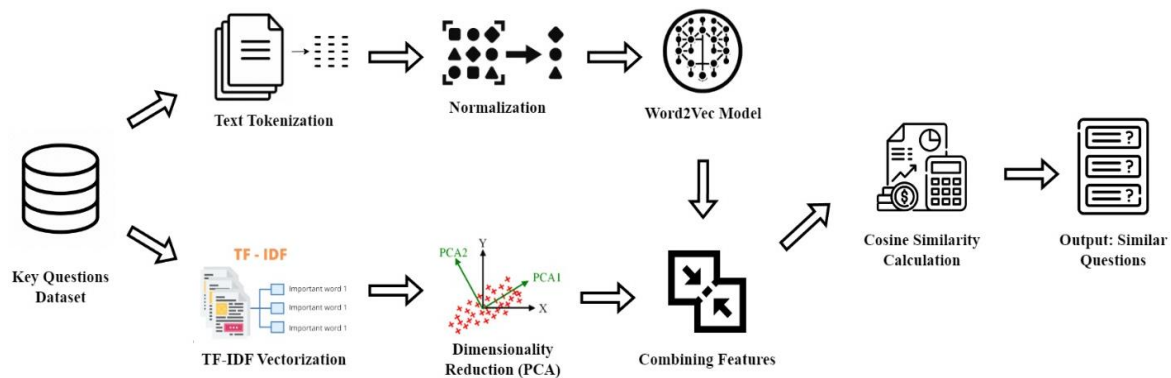 Text Tokenization
Normalization
Word2Vec Model
Key Questions
Dataset
TF - IDF
Important word 1
Important word 1
Important word 1
TF-IDF Vectorization
Y
PCA2
PCA1
X
Dimensionality
Reduction (PCA)
Combining Features
Cosine Similarity
Calculation
?
?
?
Output: Similar
Questions